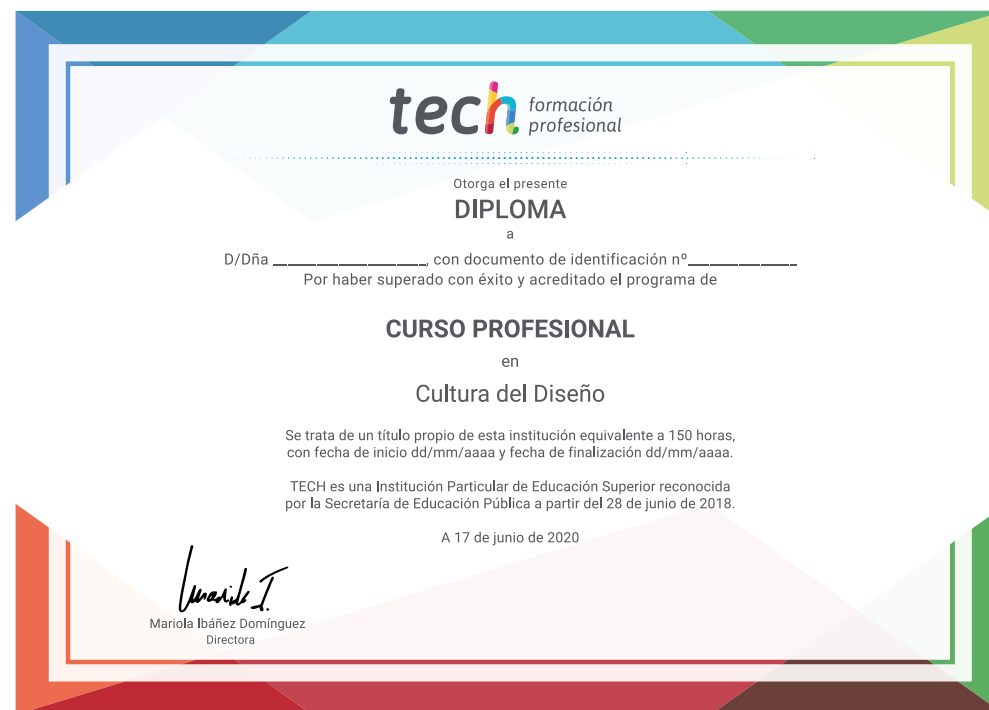 tech formación
profesional
Otorga el presente
DIPLOMA
a
D/Dña ____________________, con documento de identificación nº______________
Por haber superado con éxito y acreditado el programa de
CURSO PROFESIONAL
en
Cultura del Diseño
Se trata de un título propio de esta institución equivalente a 150 horas,
con fecha de inicio dd/mm/aaaa y fecha de finalización dd/mm/aaaa.
TECH es una Institución Particular de Educación Superior reconocida
por la Secretaría de Educación Pública a partir del 28 de junio de 2018.
A 17 de junio de 2020
Mariola Ibáñez Domínguez
Directora